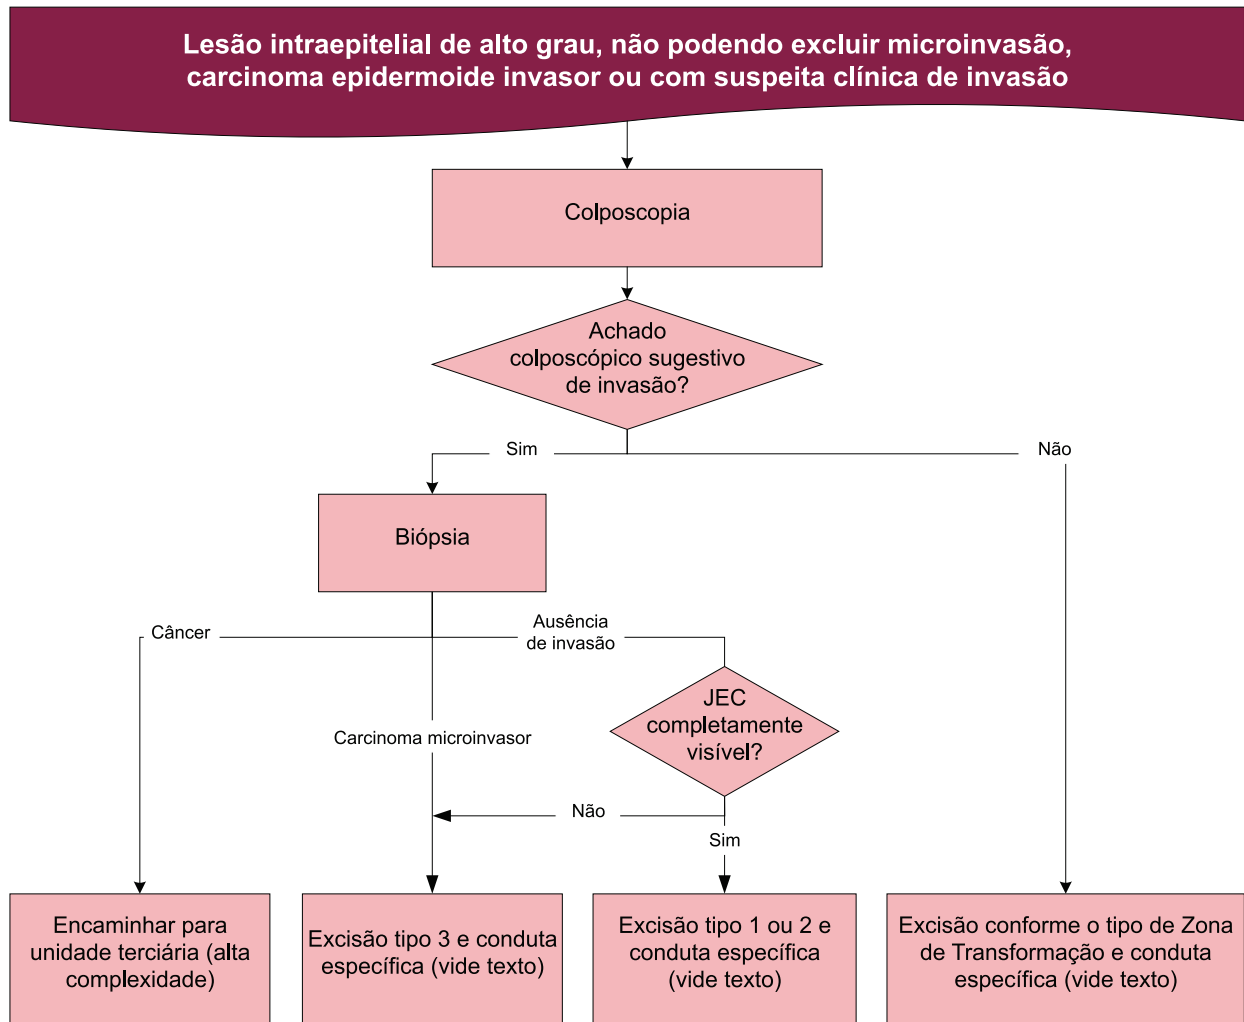 Lesão intraepitelial de alto grau, não podendo excluir microinvasão,
carcinoma epidermoide invasor ou com suspeita clínica de invasão
Colposcopia
Achado
colposcópico sugestivo
de invasão?
Sim
Não
Biópsia
Câncer
Ausência
de invasão
JEC
completamente
visível?
Carcinoma microinvasor
Não
Sim
Encaminhar para
unidade terciária (alta
complexidade)
Excisão tipo 3 e conduta
específica (vide texto)
Excisão tipo 1 ou 2 e
conduta específica
(vide texto)
Excisão conforme o tipo de Zona
de Transformação e conduta
específica (vide texto)